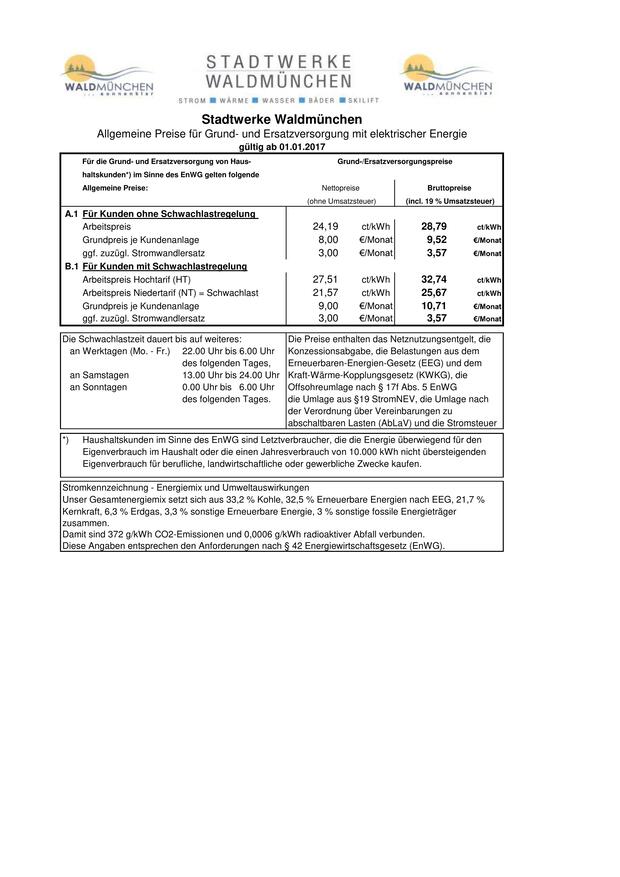 WALDMÜNCHEN
... sonnenklar
STADTWERKE
WALDMÜNCHEN
STROM WÄRME WASSER BÄDER SKILIFT
WALDMÜNCHEN
... sonnenklar
Stadtwerke Waldmünchen
Allgemeine Preise für Grund- und Ersatzversorgung mit elektrischer Energie
gültig ab 01.01.2017
Für die Grund- und Ersatzversorgung von Haus- Grund-/Ersatzversorgungspreise
haltskunden*) im Sinne des EnWG gelten folgende
Allgemeine Preise: Nettopreise Bruttopreise
(ohne Umsatzsteuer) (incl. 19 % Umsatzsteuer)
A.1 Für Kunden ohne Schwachlastregelung
Arbeitspreis 24,19 ct/kWh 28,79 ct/kWh
Grundpreis je Kundenanlage 8,00 €/Monat 9,52 €/Monat
ggf. zuzügl. Stromwandlersatz 3,00 €/Monat 3,57 €/Monat
B.1 Für Kunden mit Schwachlastregelung
Arbeitspreis Hochtarif (HT) 27,51 ct/kWh 32,74 ct/kWh
Arbeitspreis Niedertarif (NT) = Schwachlast 21,57 ct/kWh 25,67 ct/kWh
Grundpreis je Kundenanlage 9,00 €/Monat 10,71 €/Monat
ggf. zuzügl. Stromwandlersatz 3,00 €/Monat 3,57 €/Monat
Die Schwachlastzeit dauert bis auf weiteres:
an Werktagen (Mo. - Fr.) 22.00 Uhr bis 6.00 Uhr
des folgenden Tages,
an Samstagen 13.00 Uhr bis 24.00 Uhr
an Sonntagen 0.00 Uhr bis 6.00 Uhr
des folgenden Tages.
Die Preise enthalten das Netznutzungsentgelt, die
Konzessionsabgabe, die Belastungen aus dem
Erneuerbaren-Energien-Gesetz (EEG) und dem
Kraft-Wärme-Kopplungsgesetz (KWKG), die
Offsohreumlage nach § 17f Abs. 5 EnWG
die Umlage aus §19 StromNEV, die Umlage nach
der Verordnung über Vereinbarungen zu
abschaltbaren Lasten (AbLaV) und die Stromsteuer
*) Haushaltskunden im Sinne des EnWG sind Letztverbraucher, die die Energie überwiegend für den
Eigenverbrauch im Haushalt oder die einen Jahresverbrauch von 10.000 kWh nicht übersteigenden
Eigenverbrauch für berufliche, landwirtschaftliche oder gewerbliche Zwecke kaufen.
Stromkennzeichnung - Energiemix und Umweltauswirkungen
Unser Gesamtenergiemix setzt sich aus 33,2 % Kohle, 32,5 % Erneuerbare Energien nach EEG, 21,7 %
Kernkraft, 6,3 % Erdgas, 3,3 % sonstige Erneuerbare Energie, 3 % sonstige fossile Energieträger
zusammen.
Damit sind 372 g/kWh CO2-Emissionen und 0,0006 g/kWh radioaktiver Abfall verbunden.
Diese Angaben entsprechen den Anforderungen nach § 42 Energiewirtschaftsgesetz (EnWG).